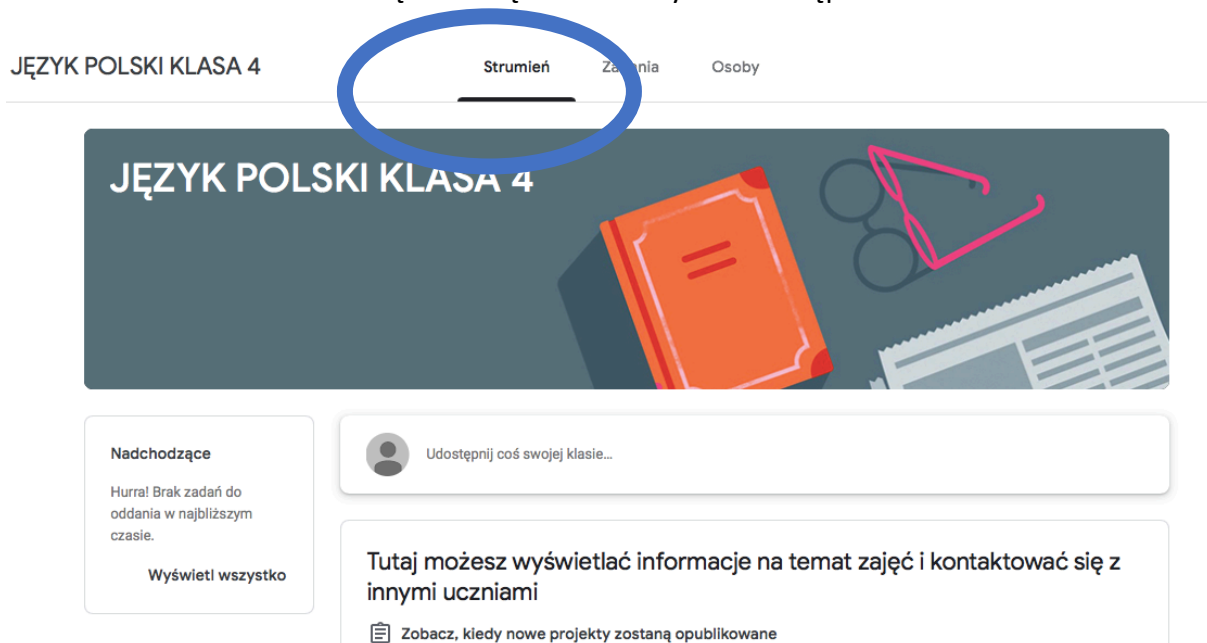 JĘZYK POLSKI KLASA 4
Strumień
Osoby
JĘZYK POLSKI KLASA 4
Nadchodzące
Hurra! Brak zadań do
oddania w najbliższym
czasie.
Wyświetl wszystko
Udostępnij coś swojej klasie...
Tutaj możesz wyświetlać informacje na temat zajęć i kontaktować się z
innymi uczniami
Zobacz, kiedy nowe projekty zostaną opublikowane